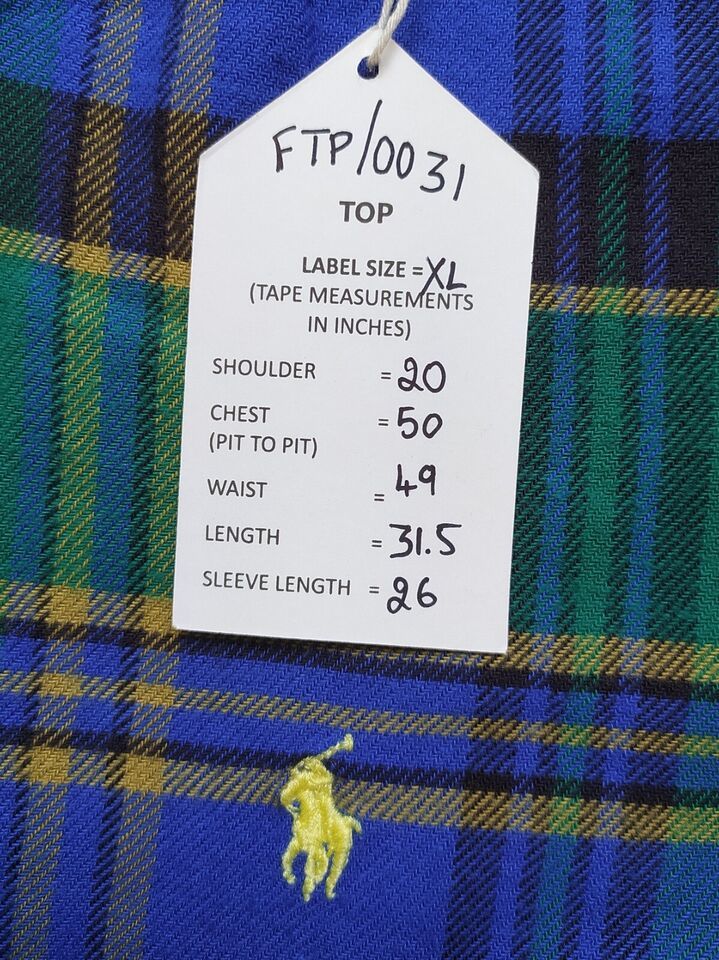 FTP/0031
TOP
LABEL SIZE = XL
(TAPE MEASUREMENTS
IN INCHES)
SHOULDER = 20
CHEST = 50
(PIT TO PIT)
WAIST = 49
LENGTH = 31.5
SLEEVE LENGTH = 26